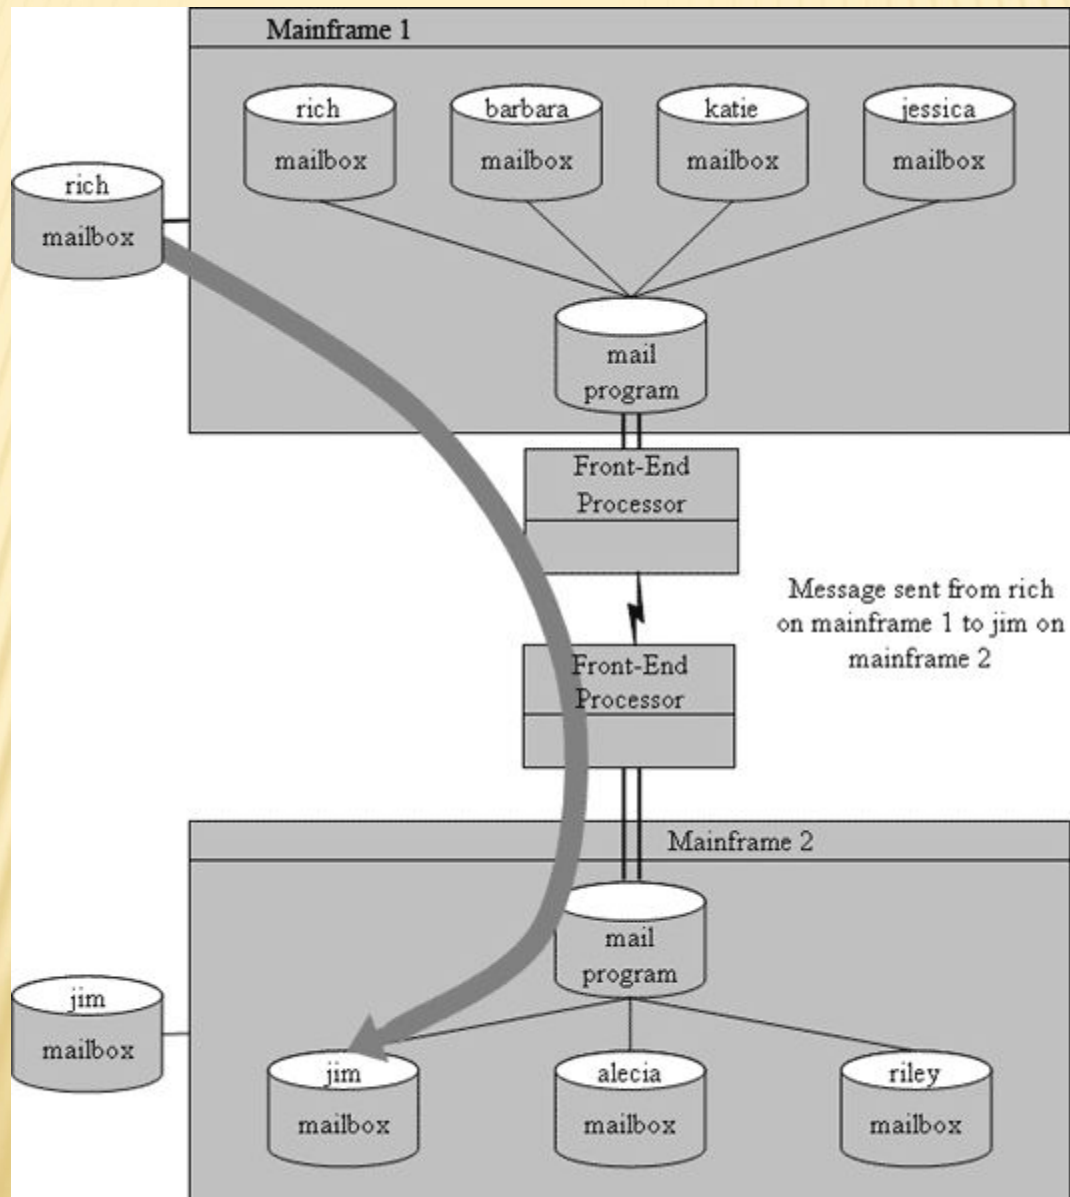 Mainframe 1
rich
mailbox
barbara
mailbox
katie
mailbox
jessica
mailbox
rich
mailbox
mail
program
Front-End
Processor
Message sent from rich
on mainframe 1 to jim on
mainframe 2
Front-End
Processor
Mainframe 2
mail
program
jim
mailbox
jim
mailbox
alecia
mailbox
riley
mailbox